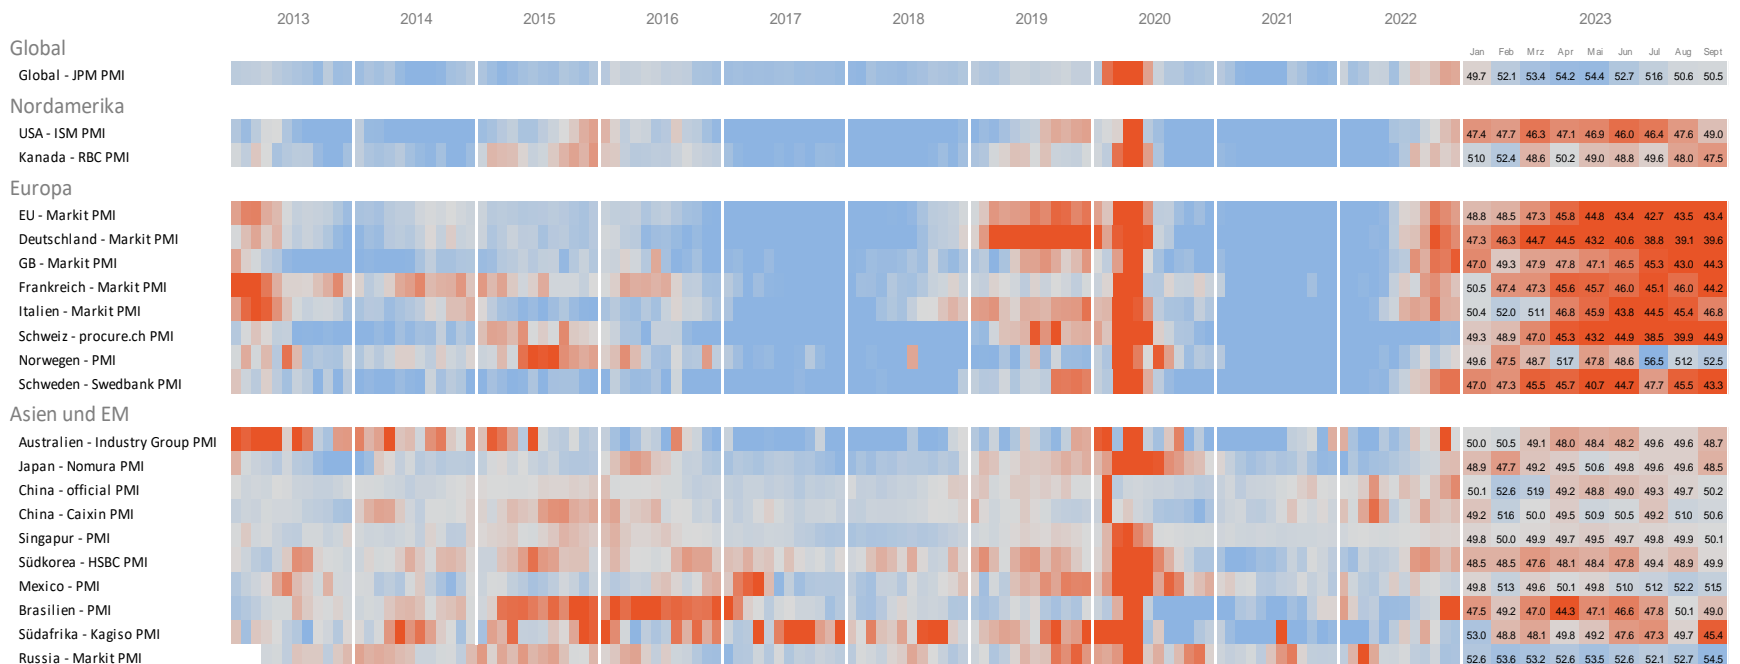 2013 2014 2015 2016 2017 2018 2019 2020 2021 2022 2023
Global Jan Feb Mrz Apr Mai Jun Jul Aug Sept
Global - JPM PMI 49.7 52.1 53.4 54.2 54.4 52.7 51.6 50.6 50.5
Nordamerika
USA - ISM PMI 47.4 47.7 46.3 47.1 46.9 46.0 46.4 47.6 49.0
Kanada - RBC PMI 51.0 52.4 48.6 50.2 49.0 48.8 49.6 48.0 47.5
Europa
EU - Markit PMI 48.8 48.5 47.3 45.8 44.8 43.4 42.7 43.5 43.4
Deutschland - Markit PMI 47.3 46.3 44.7 44.5 43.2 40.6 38.8 39.1 39.6
GB - Markit PMI 47.0 49.3 47.9 47.8 47.1 46.5 45.3 43.0 44.3
Frankreich - Markit PMI 50.5 47.4 47.3 45.6 45.7 46.0 45.1 46.0 44.2
Italien - Markit PMI 50.4 52.0 51.1 46.8 45.9 43.8 44.5 45.4 46.8
Schweiz - procure.ch PMI 49.3 48.9 47.0 45.3 43.2 44.9 38.5 39.9 44.9
Norwegen - PMI 49.6 47.5 48.7 51.7 47.8 48.6 56.5 51.2 52.5
Schweden - Swedbank PMI 47.0 47.3 45.5 45.7 40.7 44.7 47.7 45.5 43.3
Asien und EM
Australien - Industry Group PMI 50.0 50.5 49.1 48.0 48.4 48.2 49.6 49.6 48.7
Japan - Nomura PMI 48.9 47.7 49.2 49.5 50.6 49.8 49.6 49.6 48.5
China - official PMI 50.1 52.6 51.9 49.2 48.8 49.0 49.3 49.7 50.2
China - Caixin PMI 49.2 51.6 50.0 49.5 50.9 50.5 49.2 51.0 50.6
Singapur - PMI 49.8 50.0 49.9 49.7 49.5 49.7 49.8 49.9 50.1
Südkorea - HSBC PMI 48.5 48.5 47.6 48.1 48.4 47.8 49.4 48.9 49.9
Mexico - PMI 49.8 51.3 49.6 50.1 49.8 51.0 51.2 52.2 51.5
Brasilien - PMI 47.5 49.2 47.0 44.3 47.1 46.6 47.8 50.1 49.0
Südafrika - Kagiso PMI 53.0 48.8 48.1 49.8 49.2 47.6 47.3 49.7 45.4
Russia - Markit PMI 52.6 53.6 53.2 52.6 53.5 52.6 52.1 52.7 54.5